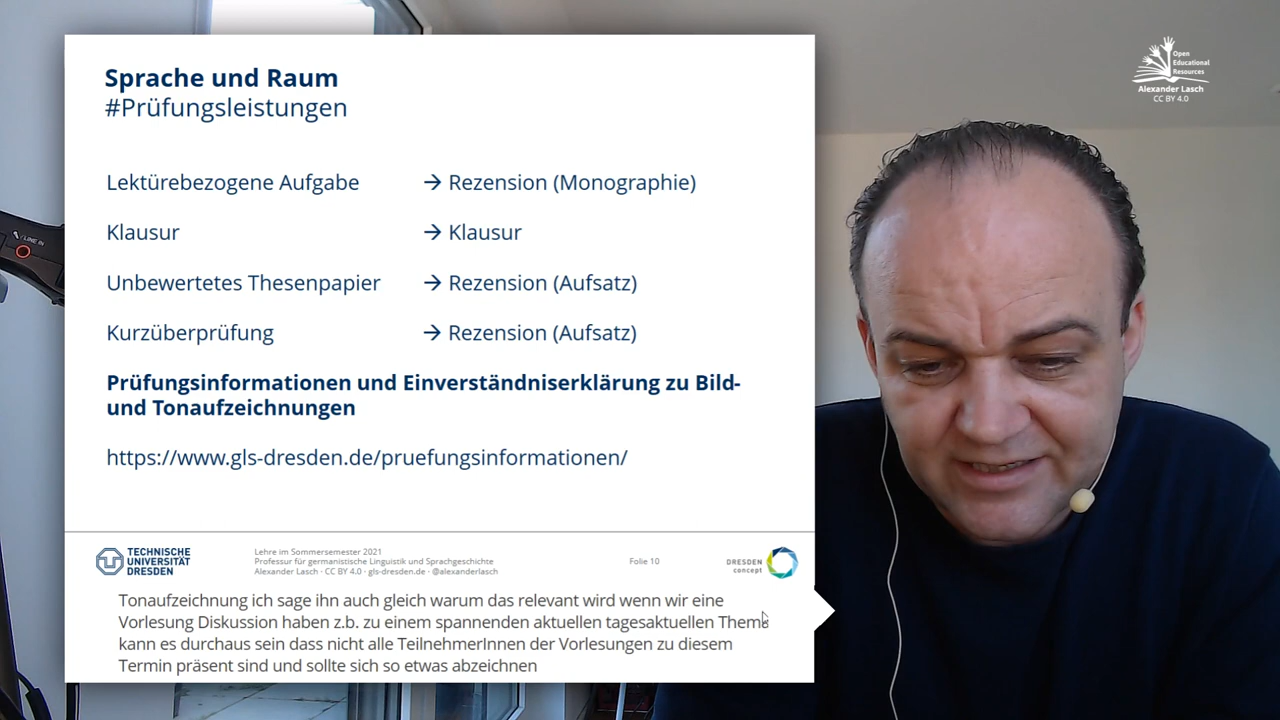 Open
Educational
Resources
Alexander Lasch
CC BY 4.0
Sprache und Raum
#Prüfungsleistungen
Lektürebezogene Aufgabe → Rezension (Monographie)
Klausur → Klausur
Unbewertetes Thesenpapier → Rezension (Aufsatz)
Kurzüberprüfung → Rezension (Aufsatz)
Prüfungsinformationen und Einverständniserklärung zu Bild-
und Tonaufzeichnungen
https://www.gls-dresden.de/pruefungsinformationen/
TECHNISCHE
UNIVERSITÄT
DRESDEN
Lehre im Sommersemester 2021
Professur für germanistische Linguistik und Sprachgeschichte
Alexander Lasch · CC BY 4.0 · gls-dresden.de · @alexanderlasch
Folie 10
DRESDEN
concept
Tonaufzeichnung ich sage ihn auch gleich warum das relevant wird wenn wir eine
Vorlesung Diskussion haben z.b. zu einem spannenden aktuellen tagesaktuellen Thema
kann es durchaus sein dass nicht alle TeilnehmerInnen der Vorlesungen zu diesem
Termin präsent sind und sollte sich so etwas abzeichnen
/ LINE IN